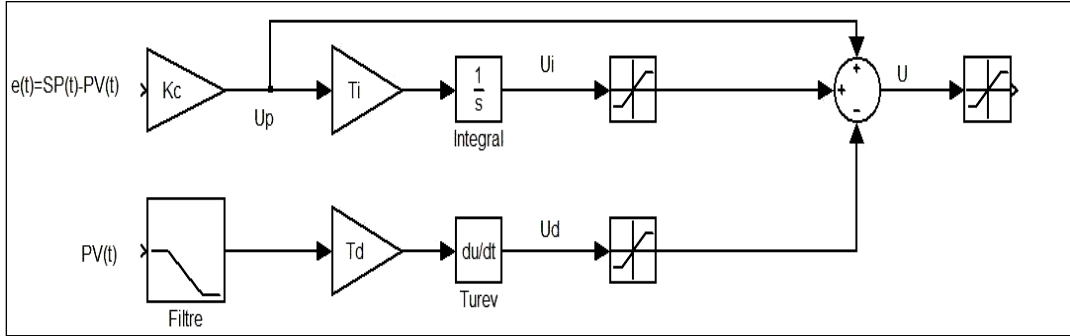 e(t)=SP(t)-PV(t)
Kc
Up
Ti
1
s
Integral
Ui
+
+
-
U
PV(t)
Filtre
Td
du/dt
Turev
Ud